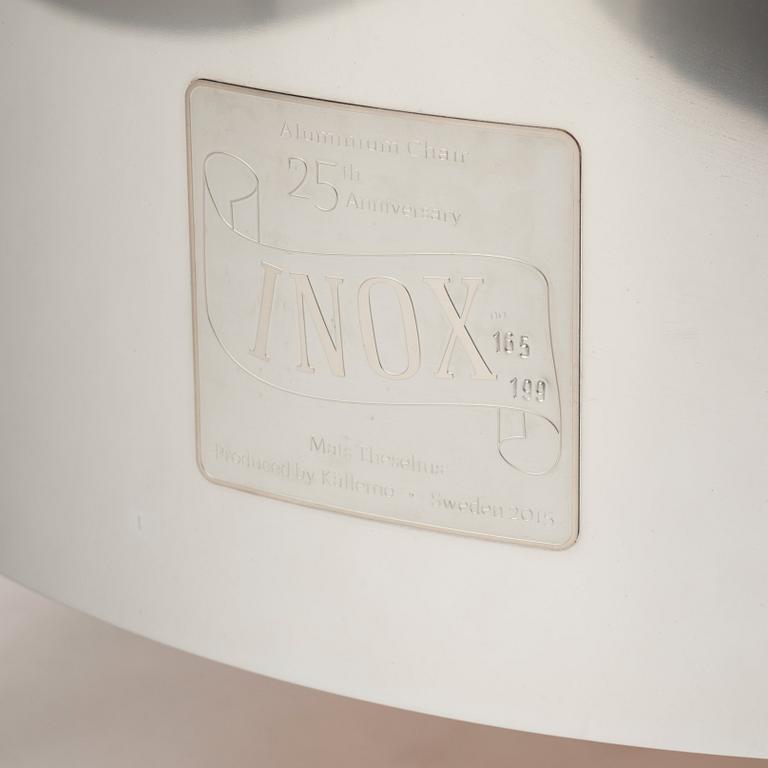 Aluminium Chair
25th
Anniversary
INOX
no
165
199
Mats Theselius
Produced by Källemo • Sweden 2015